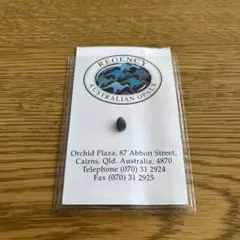 REGENCY
AUSTRALIAN OPALS
Orchid Plaza, 87 Abbott Street,
Cairns, Qld. Australia, 4870
Telephone (070) 31 2924
Fax (070) 31 2925